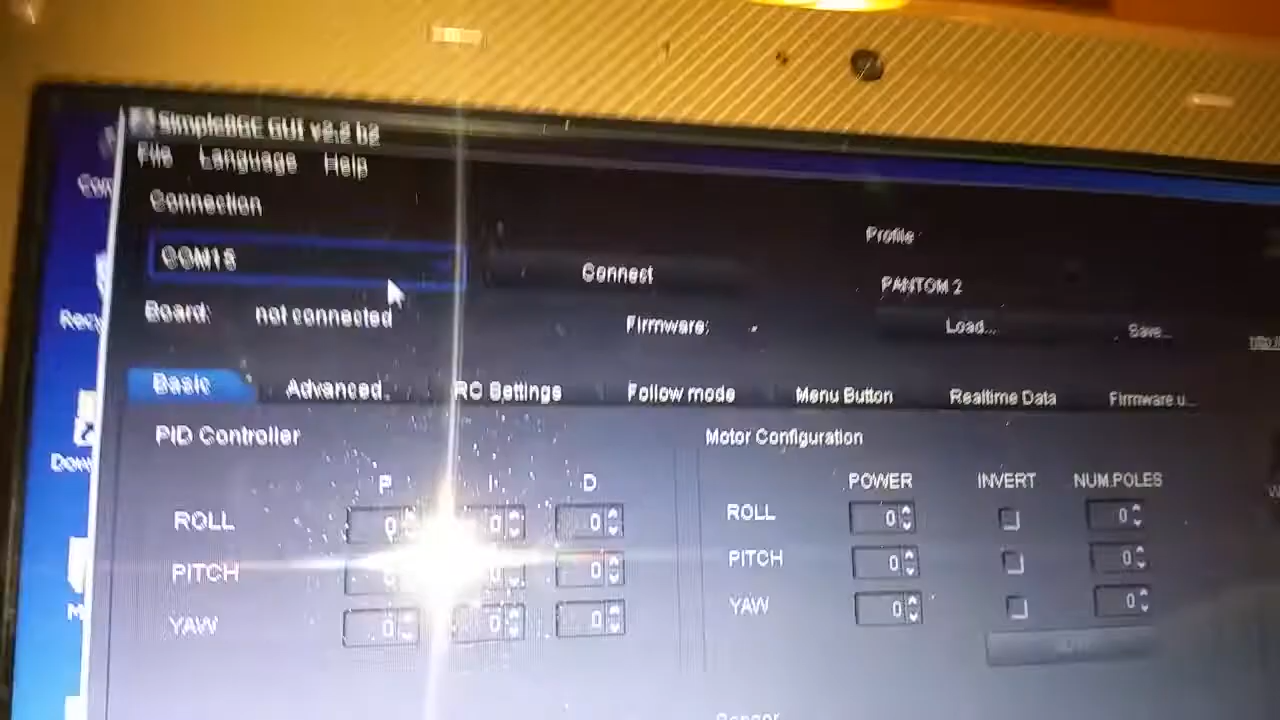 SimpleBGC GUI v2.2 b2
File Language Help
Connection
Profile
COM15
Connect
PANTOM 2
Board: not connected
Firmware:
Load...
Save...
http:/
Basic Advanced RC Settings Follow mode Menu Button Realtime Data Firmware u...
PID Controller
Motor Configuration
P I D
POWER INVERT NUM.POLES
ROLL 0 0 0
ROLL 0 0
PITCH 0
PITCH 0 0
YAW 0 0 0
YAW 0 0
Sensor